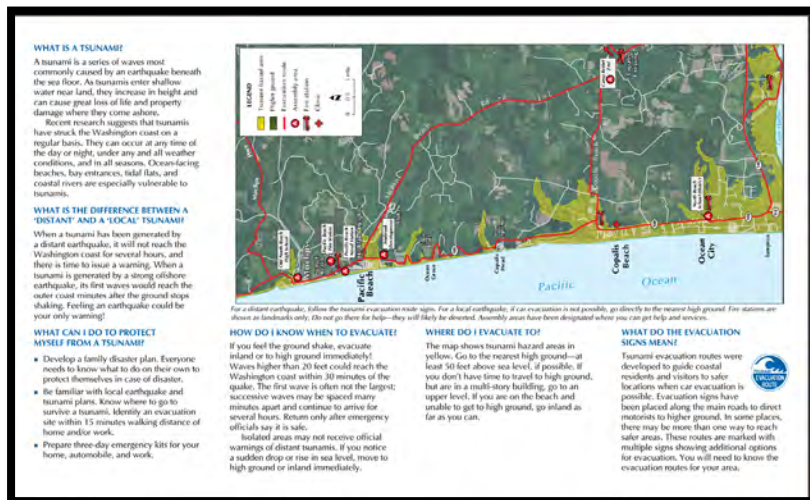 WHAT IS A TSUNAMI?
A tsunami is a series of waves most
commonly caused by an earthquake beneath
the sea floor. As tsunamis enter shallow
water near land, they increase in height and
can cause great loss of life and property
damage where they come ashore.
Recent research suggests that tsunamis
have struck the Washington coast on a
regular basis. They can occur at any time of
the day or night, under any and all weather
conditions, and in all seasons. Ocean-facing
beaches, bay entrances, tidal flats, and
coastal rivers are especially vulnerable to
tsunamis.
WHAT IS THE DIFFERENCE BETWEEN A
'DISTANT' AND A 'LOCAL' TSUNAMI?
When a tsunami has been generated by
a distant earthquake, it will not reach the
Washington coast for several hours, and
there is time to issue a warning. When a
tsunami is generated by a strong offshore
earthquake, its first waves would reach the
outer coast minutes after the ground stops
shaking. Feeling an earthquake could be
your only warning!
WHAT CAN I DO TO PROTECT
MYSELF FROM A TSUNAMI?
Develop a family disaster plan. Everyone
needs to know what to do on their own to
protect themselves in case of disaster.
Be familiar with local earthquake and
tsunami plans. Know where to go to
survive a tsunami. Identify an evacuation
site within 15 minutes walking distance of
home and/or work.
Prepare three-day emergency kits for your
home, automobile, and work.
LEGEND
Tsunami hazard area
Higher ground
Evacuation route
Assembly area
Fire station
Clinic
Pacific
Beach
Ocean
Grove
Copalis
Head
Copalis
Beach
Ocean
City
Pacific Ocean
For a distant earthquake, follow the tsunami evacuation route signs. For a local earthquake, if car evacuation is not possible, go directly to the nearest high ground. Fire stations are
shown as landmarks only. Do not go there for help—they will likely be deserted. Assembly areas have been designated where you can get help and services.
HOW DO I KNOW WHEN TO EVACUATE?
If you feel the ground shake, evacuate
inland or to high ground immediately!
Waves higher than 20 feet could reach the
Washington coast within 30 minutes of the
quake. The first wave is often not the largest;
successive waves may be spaced many
minutes apart and continue to arrive for
several hours. Return only after emergency
officials say it is safe.
Isolated areas may not receive official
warnings of distant tsunamis. If you notice
a sudden drop or rise in sea level, move to
high ground or inland immediately.
WHERE DO I EVACUATE TO?
The map shows tsunami hazard areas in
yellow. Go to the nearest high ground—at
least 50 feet above sea level, if possible. If
you don't have time to travel to high ground,
but are in a multi-story building, go to an
upper level. If you are on the beach and
unable to get to high ground, go inland as
far as you can.
WHAT DO THE EVACUATION
SIGNS MEAN?
Tsunami evacuation routes were
developed to guide coastal
residents and visitors to safer
locations when car evacuation is
possible. Evacuation signs have
been placed along the main roads to direct
motorists to higher ground. In some places,
there may be more than one way to reach
safer areas. These routes are marked with
multiple signs showing additional options
for evacuation. You will need to know the
evacuation routes for your area.
EVACUATION
ROUTE